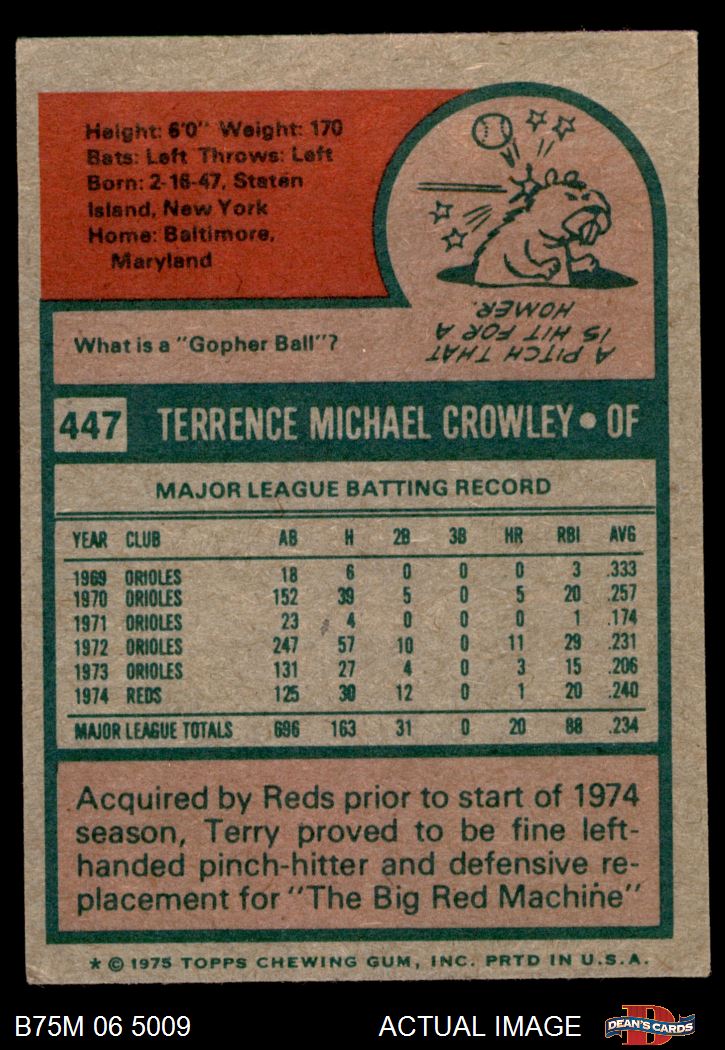 Height: 6'0" Weight: 170
Bats: Left Throws: Left
Born: 2-16-47, Staten
Island, New York
Home: Baltimore,
Maryland
What is a "Gopher Ball"?
A PITCH THAT
IS HIT FOR A
HOMER.
447 TERRENCE MICHAEL CROWLEY • OF
MAJOR LEAGUE BATTING RECORD
YEAR CLUB AB H 2B 3B HR RBI AVG
1969 ORIOLES 18 6 0 0 0 3 .333
1970 ORIOLES 152 39 5 0 5 20 .257
1971 ORIOLES 23 4 0 0 0 1 .174
1972 ORIOLES 247 57 10 0 11 29 .231
1973 ORIOLES 131 27 4 0 3 15 .206
1974 REDS 125 30 12 0 1 20 .240
MAJOR LEAGUE TOTALS 696 163 31 0 20 88 .234
Acquired by Reds prior to start of 1974
season, Terry proved to be fine left-
handed pinch-hitter and defensive re-
placement for "The Big Red Machine"
* © 1975 TOPPS CHEWING GUM, INC. PRTD IN U.S.A.
B75M 06 5009 ACTUAL IMAGE D DEAN'S CARDS